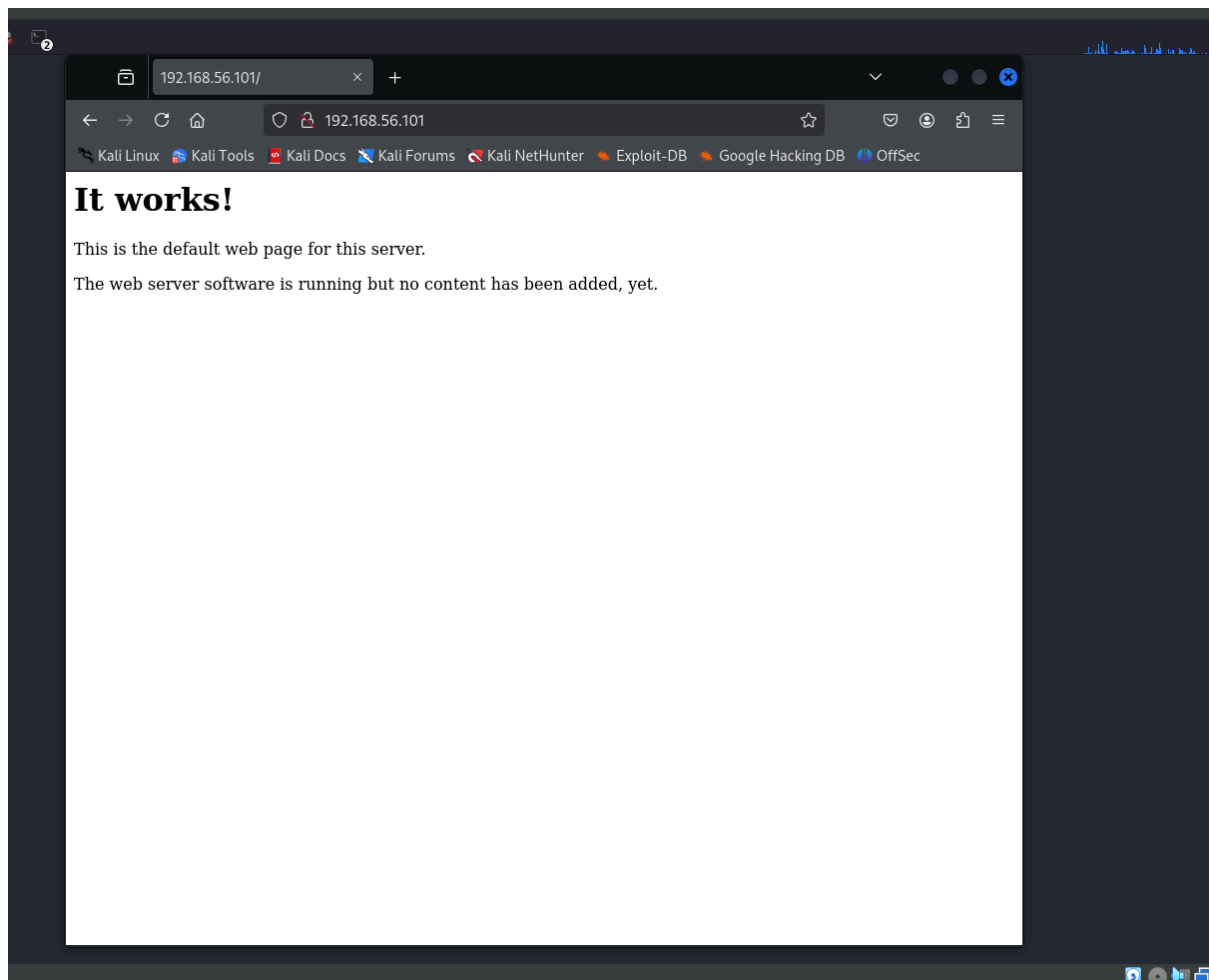 2
192.168.56.101/
192.168.56.101
Kali Linux Kali Tools Kali Docs Kali Forums Kali NetHunter Exploit-DB Google Hacking DB OffSec
It works!
This is the default web page for this server.
The web server software is running but no content has been added, yet.